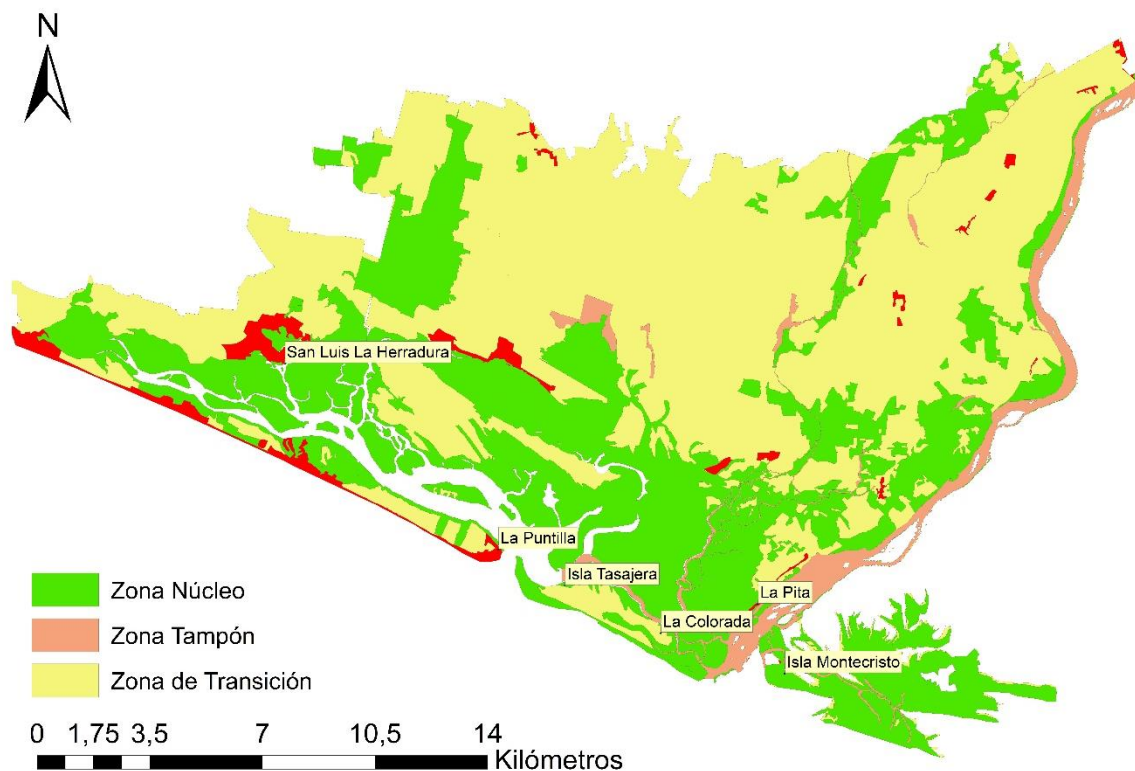 N
San Luis La Herradura
La Puntilla
Isla Tasajera
La Pita
La Colorada
Isla Montecristo
Zona Núcleo
Zona Tampón
Zona de Transición
0 1,75 3,5 7 10,5 14
Kilómetros